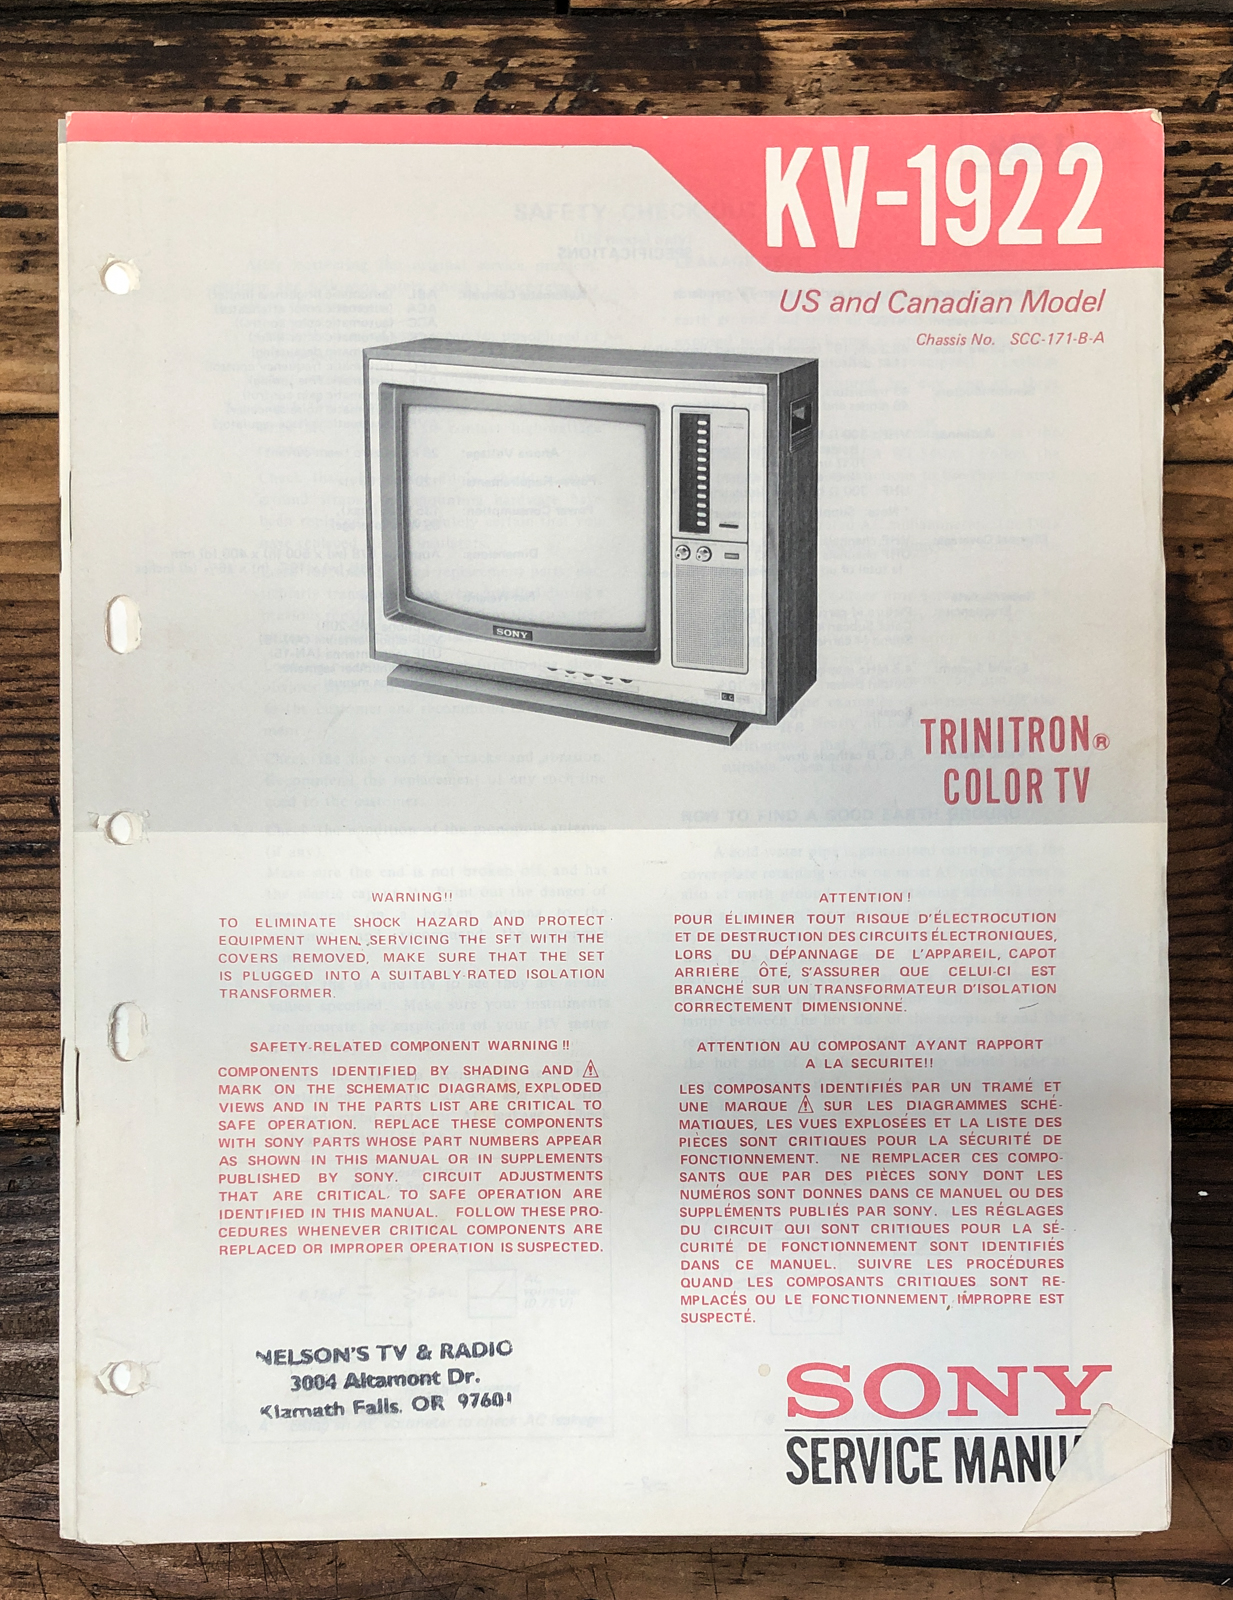 KV-1922
US and Canadian Model
Chassis No. SCC-171-B-A
SONY
TRINITRON®
COLOR TV
WARNING!!
TO ELIMINATE SHOCK HAZARD AND PROTECT
EQUIPMENT WHEN, SERVICING THE SFT WITH THE
COVERS REMOVED, MAKE SURE THAT THE SET
IS PLUGGED INTO A SUITABLY-RATED ISOLATION
TRANSFORMER.
SAFETY-RELATED COMPONENT WARNING!!
COMPONENTS IDENTIFIED BY SHADING AND ⚠
MARK ON THE SCHEMATIC DIAGRAMS, EXPLODED
VIEWS AND IN THE PARTS LIST ARE CRITICAL TO
SAFE OPERATION. REPLACE THESE COMPONENTS
WITH SONY PARTS WHOSE PART NUMBERS APPEAR
AS SHOWN IN THIS MANUAL OR IN SUPPLEMENTS
PUBLISHED BY SONY. CIRCUIT ADJUSTMENTS
THAT ARE CRITICAL TO SAFE OPERATION ARE
IDENTIFIED IN THIS MANUAL. FOLLOW THESE PRO-
CEDURES WHENEVER CRITICAL COMPONENTS ARE
REPLACED OR IMPROPER OPERATION IS SUSPECTED.
ATTENTION!
POUR ÉLIMINER TOUT RISQUE D'ÉLECTROCUTION
ET DE DESTRUCTION DES CIRCUITS ÉLECTRONIQUES,
LORS DU DÉPANNAGE DE L'APPAREIL, CAPOT
ARRIÈRE ÔTÉ, S'ASSURER QUE CELUI-CI EST
BRANCHÉ SUR UN TRANSFORMATEUR D'ISOLATION
CORRECTEMENT DIMENSIONNÉ.
ATTENTION AU COMPOSANT AYANT RAPPORT
A LA SECURITE!!
LES COMPOSANTS IDENTIFIÉS PAR UN TRAMÉ ET
UNE MARQUE ⚠ SUR LES DIAGRAMMES SCHÉ-
MATIQUES, LES VUES EXPLOSÉES ET LA LISTE DES
PIÈCES SONT CRITIQUES POUR LA SÉCURITÉ DE
FONCTIONNEMENT. NE REMPLACER CES COMPO-
SANTS QUE PAR DES PIÈCES SONY DONT LES
NUMÉROS SONT DONNES DANS CE MANUEL OU DES
SUPPLÉMENTS PUBLIÉS PAR SONY. LES RÉGLAGES
DU CIRCUIT QUI SONT CRITIQUES POUR LA SÉ-
CURITÉ DE FONCTIONNEMENT SONT IDENTIFIÉS
DANS CE MANUEL. SUIVRE LES PROCÉDURES
QUAND LES COMPOSANTS CRITIQUES SONT RE-
MPLACÉS OU LE FONCTIONNEMENT IMPROPRE EST
SUSPECTÉ.
NELSON'S TV & RADIO
3004 Altamont Dr.
Klamath Falls, OR 97601
SONY
SERVICE MANUAL